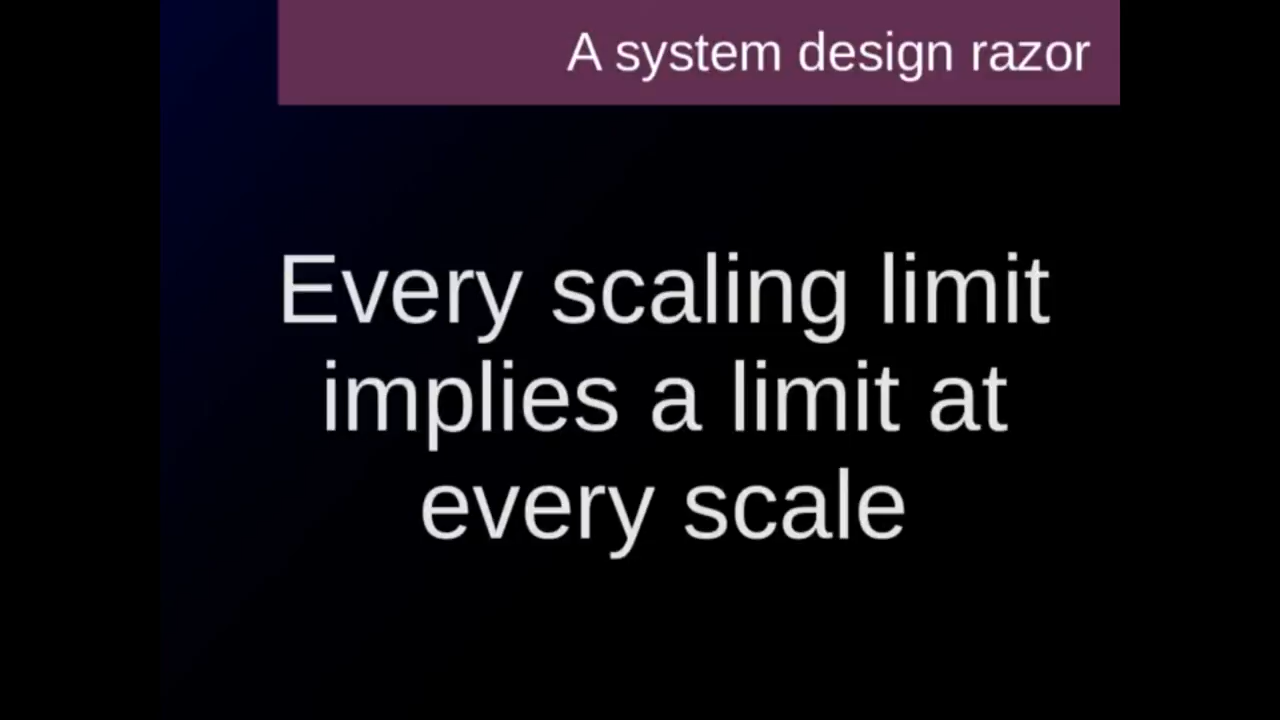 A system design razor
Every scaling limit
implies a limit at
every scale